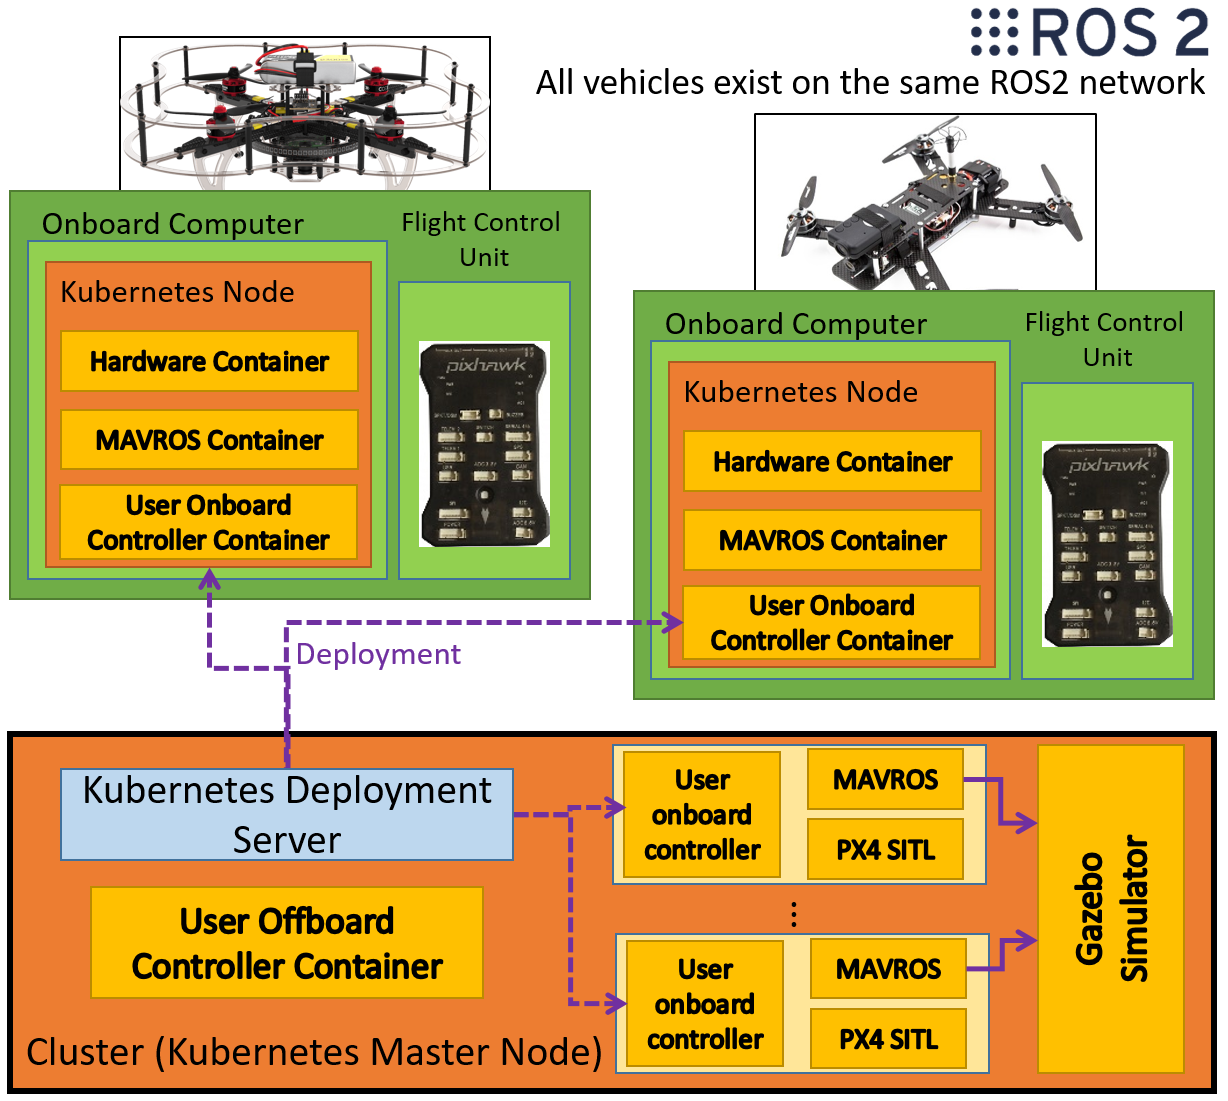 ROS 2
All vehicles exist on the same ROS2 network
Onboard Computer
Flight Control
Unit
Kubernetes Node
Hardware Container
MAVROS Container
User Onboard
Controller Container
pixhawk
Onboard Computer
Flight Control
Unit
Kubernetes Node
Hardware Container
MAVROS Container
User Onboard
Controller Container
pixhawk
Deployment
Kubernetes Deployment
Server
User Offboard
Controller Container
Cluster (Kubernetes Master Node)
User
onboard
controller
MAVROS
PX4 SITL
⋮
User
onboard
controller
MAVROS
PX4 SITL
Gazebo
Simulator